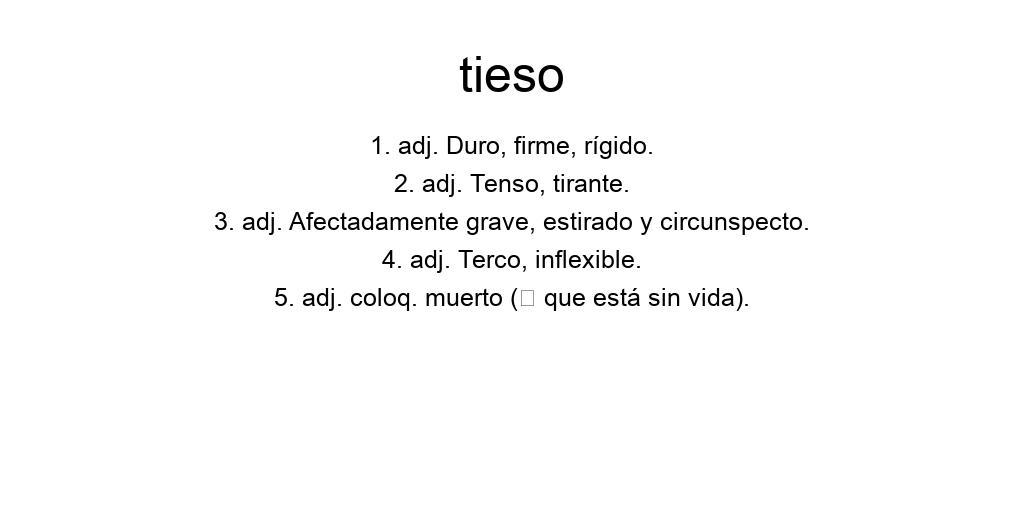 tieso
1. adj. Duro, firme, rígido.
2. adj. Tenso, tirante.
3. adj. Afectadamente grave, estirado y circunspecto.
4. adj. Terco, inflexible.
5. adj. coloq. muerto (□ que está sin vida).